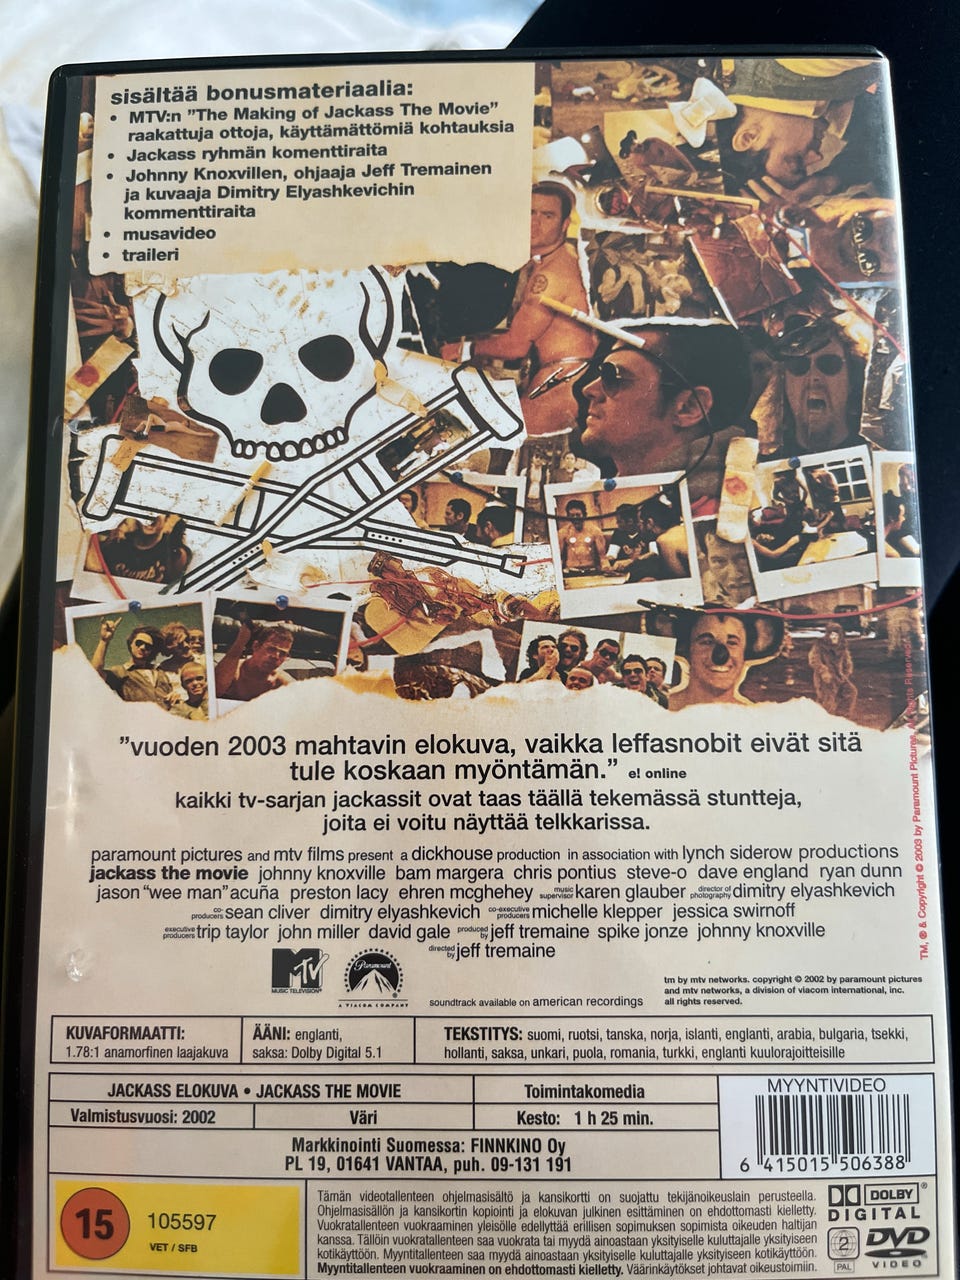 sisältää bonusmateriaalia:
• MTV:n ”The Making of Jackass The Movie”
raakattuja ottoja, käyttämättömiä kohtauksia
• Jackass ryhmän komenttiraita
• Johnny Knoxvillen, ohjaaja Jeff Tremainen
ja kuvaaja Dimitry Elyashkevichin
kommenttiraita
• musavideo
• traileri
”vuoden 2003 mahtavin elokuva, vaikka leffasnobit eivät sitä
tule koskaan myöntämän.” e! online
kaikki tv-sarjan jackassit ovat taas täällä tekemässä stuntteja,
joita ei voitu näyttää telkkarissa.
paramount pictures and mtv films present a dickhouse production in association with lynch siderow productions
jackass the movie johnny knoxville bam margera chris pontius steve-o dave england ryan dunn
jason “wee man” acuña preston lacy ehren mcghehey music supervisor karen glauber director of photography dimitry elyashkevich
co-producers sean cliver dimitry elyashkevich co-executive producers michelle klepper jessica swirnoff
executive producers trip taylor john miller david gale produced by jeff tremaine spike jonze johnny knoxville
directed by jeff tremaine
MTV
MUSIC TELEVISION®
Paramount
A VIACOM COMPANY
soundtrack available on american recordings
tm by mtv networks. copyright © 2002 by paramount pictures
and mtv networks, a division of viacom international, inc.
all rights reserved.
TM, ® & Copyright © 2003 by Paramount Pictures. Rights Reserved
KUVAFORMAATTI:
1.78:1 anamorfinen laajakuva
ÄÄNI: englanti,
saksa: Dolby Digital 5.1
TEKSTITYS: suomi, ruotsi, tanska, norja, islanti, englanti, arabia, bulgaria, tsekki,
hollanti, saksa, unkari, puola, romania, turkki, englanti kuulorajoitteisille
JACKASS ELOKUVA • JACKASS THE MOVIE
Toimintakomedia
Valmistusvuosi: 2002
Väri
Kesto: 1 h 25 min.
Markkinointi Suomessa: FINNKINO Oy
PL 19, 01641 VANTAA, puh. 09-131 191
MYYNTIVIDEO
6 415015 506388
15
105597
VET / SFB
Tämän videotallenteen ohjelmasisältö ja kansikortti on suojattu tekijänoikeuslain perusteella.
Ohjelmasisällön ja kansikortin kopiointi ja elokuvan julkinen esittäminen on ehdottomasti kielletty.
Vuokratallenteen vuokraaminen yleisölle edellyttää erillisen sopimuksen sopimista oikeuden haltijan
kanssa. Tällöin vuokratallenteen saa vuokrata tai myydä ainoastaan yksityiselle kuluttajalle yksityiseen
kotikäyttöön. Myyntitallenteen saa myydä ainoastaan yksityiselle kuluttajalle yksityiseen kotikäyttöön.
Myyntitallenteen vuokraaminen on ehdottomasti kielletty. Väärinkäytökset johtavat oikeustoimiin.
DOLBY
DIGITAL
2
PAL
DVD
VIDEO